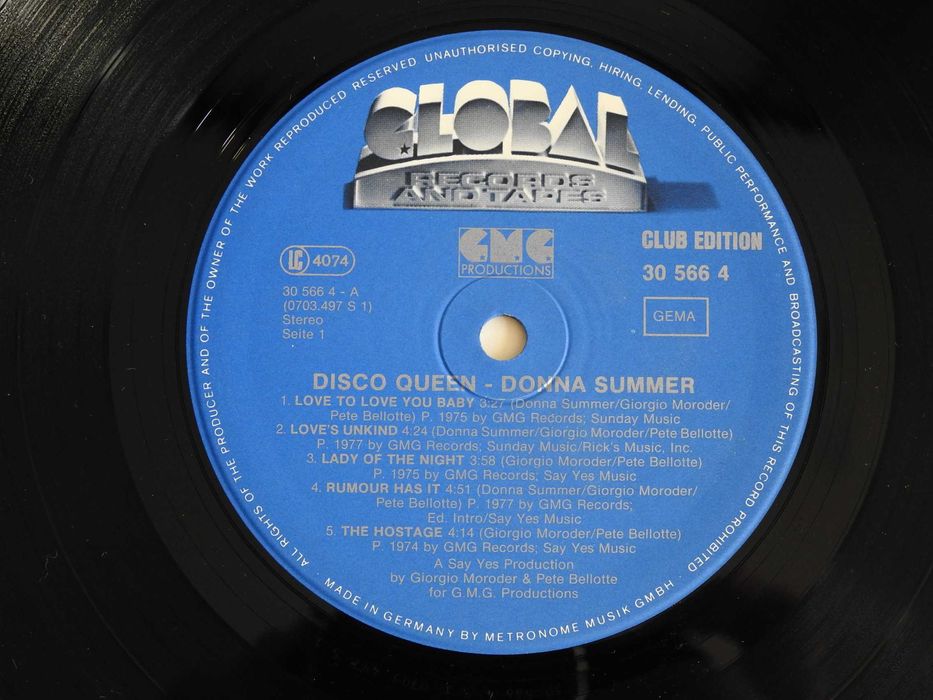 ALL RIGHTS OF THE PRODUCER AND OF THE OWNER OF THE WORK REPRODUCED RESERVED UNAUTHORISED COPYING, HIRING, LENDING, PUBLIC PERFORMANCE AND BROADCASTING OF THIS RECORD PROHIBITED
GLOBAL
RECORDS
AND TAPES
GMG
PRODUCTIONS
CLUB EDITION
30 566 4
LC 4074
GEMA
30 566 4 - A
(0703.497 S 1)
Stereo
Seite 1
DISCO QUEEN - DONNA SUMMER
1. LOVE TO LOVE YOU BABY 3:27 (Donna Summer/Giorgio Moroder/
Pete Bellotte) P. 1975 by GMG Records; Sunday Music
2. LOVE'S UNKIND 4:24 (Donna Summer/Giorgio Moroder/Pete Bellotte)
P. 1977 by GMG Records; Sunday Music/Rick's Music, Inc.
3. LADY OF THE NIGHT 3:58 (Giorgio Moroder/Pete Bellotte)
P. 1975 by GMG Records; Say Yes Music
4. RUMOUR HAS IT 4:51 (Donna Summer/Giorgio Moroder/
Pete Bellotte) P. 1977 by GMG Records;
Ed. Intro/Say Yes Music
5. THE HOSTAGE 4:14 (Giorgio Moroder/Pete Bellotte)
P. 1974 by GMG Records; Say Yes Music
A Say Yes Production
by Giorgio Moroder & Pete Bellotte
for G.M.G. Productions
MADE IN GERMANY BY METRONOME MUSIK GMBH